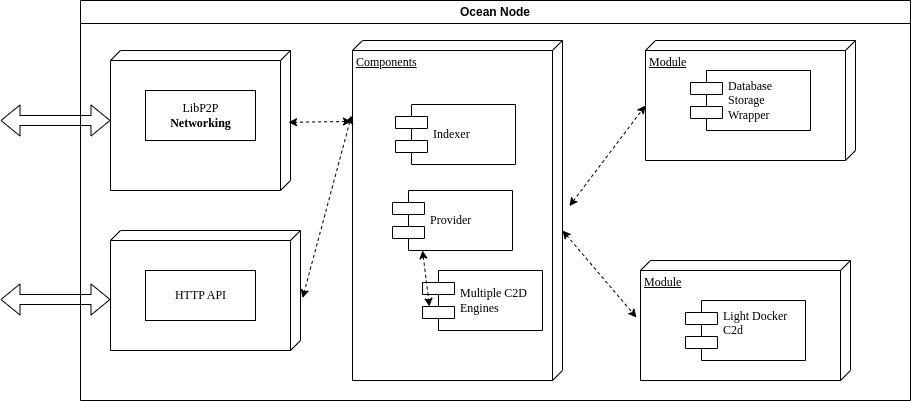 Ocean Node
LibP2P
Networking
HTTP API
Components
Indexer
Provider
Multiple C2D
Engines
Module
Database
Storage
Wrapper
Module
Light Docker
C2d